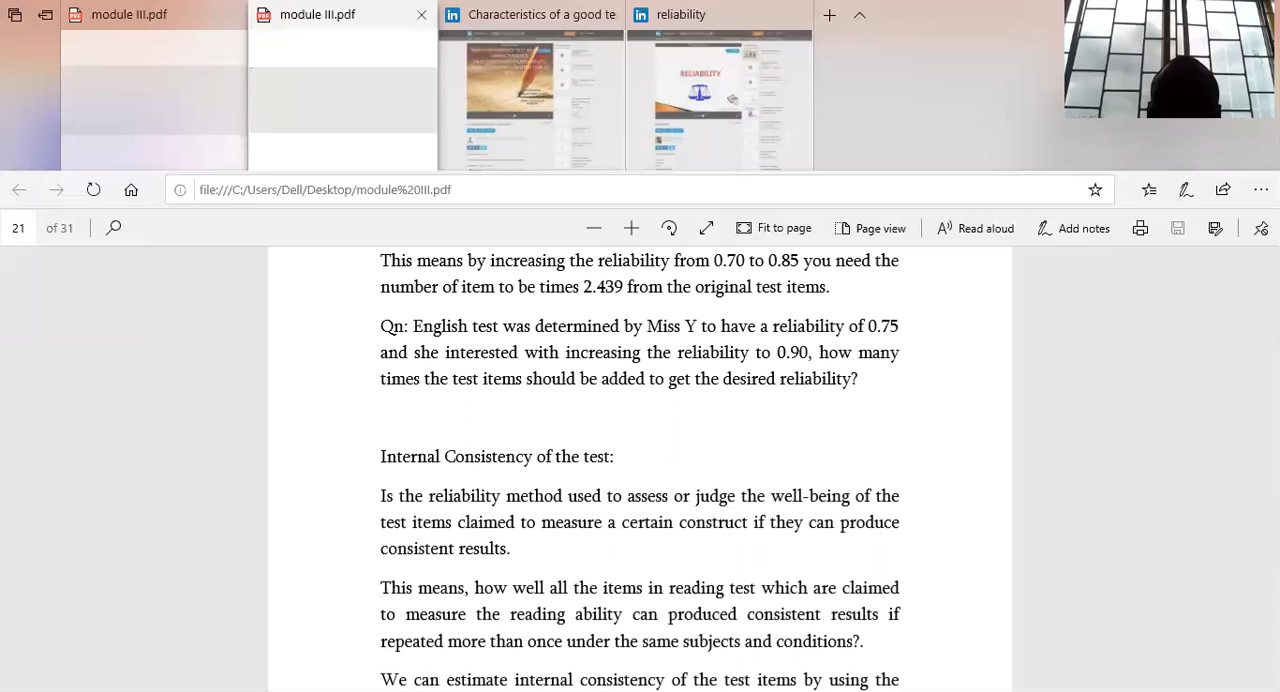 module III.pdf
module III.pdf
Characteristics of a good te
reliability
RELIABILITY
file:///C:/Users/Dell/Desktop/module%20III.pdf
21 of 31
Fit to page
Page view
Read aloud
Add notes
This means by increasing the reliability from 0.70 to 0.85 you need the
number of item to be times 2.439 from the original test items.
Qn: English test was determined by Miss Y to have a reliability of 0.75
and she interested with increasing the reliability to 0.90, how many
times the test items should be added to get the desired reliability?
Internal Consistency of the test:
Is the reliability method used to assess or judge the well-being of the
test items claimed to measure a certain construct if they can produce
consistent results.
This means, how well all the items in reading test which are claimed
to measure the reading ability can produced consistent results if
repeated more than once under the same subjects and conditions?.
We can estimate internal consistency of the test items by using the